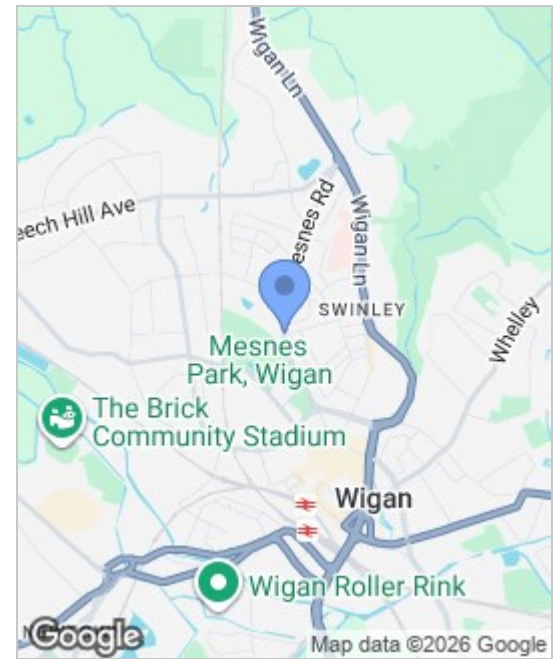 Wigan Ln
eech Hill Ave
esnes Rd
Wigan Ln
SWINLEY
Whelley
Mesnes
Park, Wigan
The Brick
Community Stadium
Wigan
Wigan Roller Rink
Google
Map data ©2026 Google